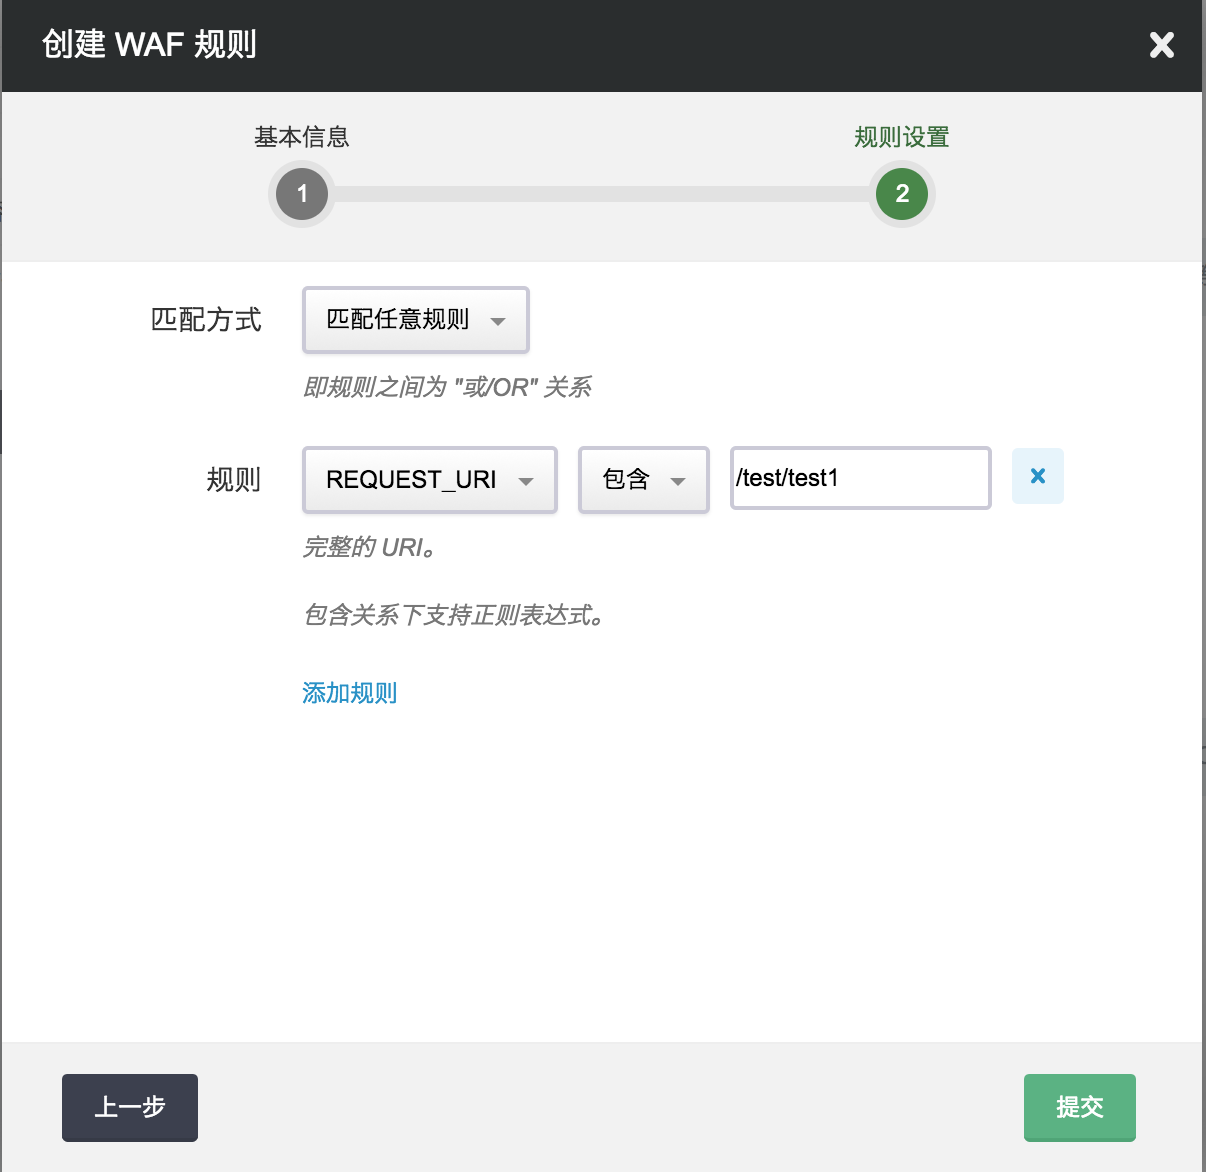 创建 WAF 规则
基本信息
规则设置
1
2
匹配方式
匹配任意规则
即规则之间为 "或/OR" 关系
规则
REQUEST_URI
包含
/test/test1
完整的 URI。
包含关系下支持正则表达式。
添加规则
上一步
提交